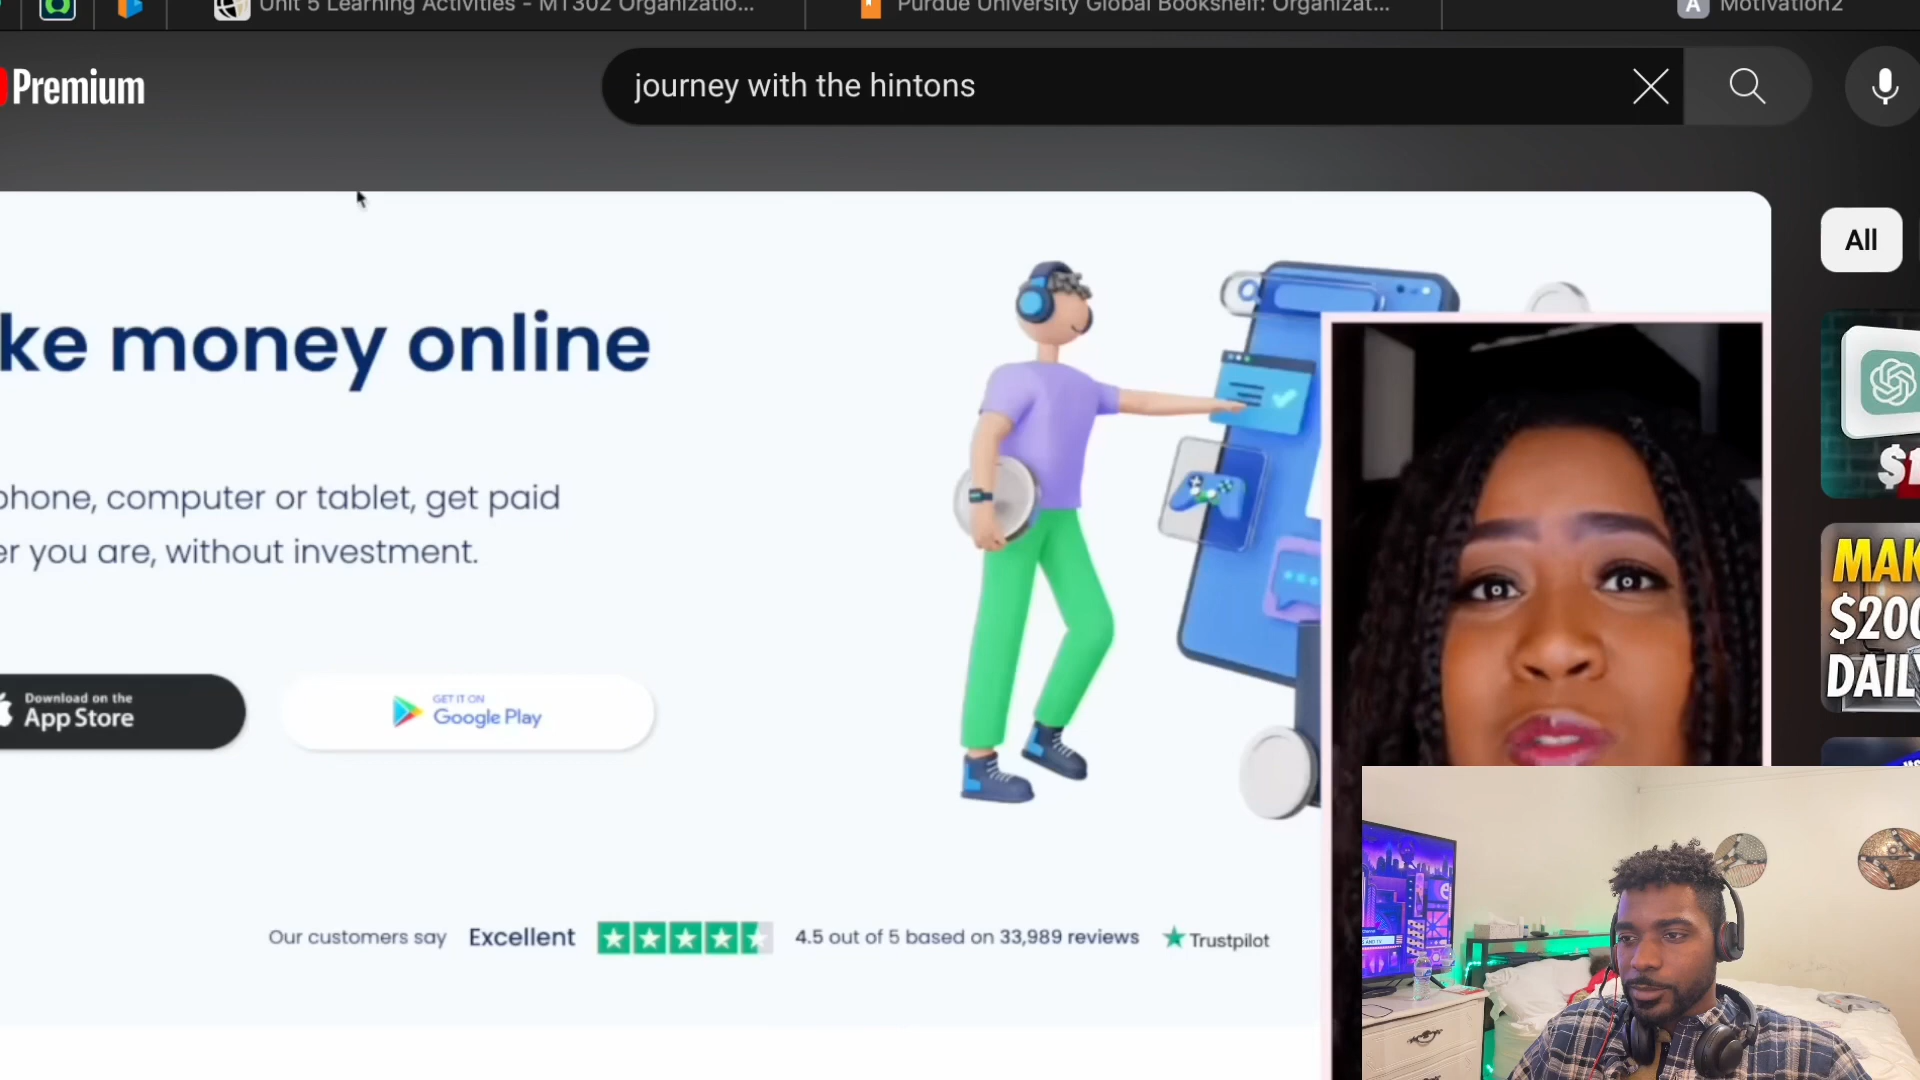 Unit 5 Learning Activities - MT302 Organizatio...
Purdue University Global Bookshelf: Organizat...
A
Motivation2
Premium
journey with the hintons
All
ke money online
phone, computer or tablet, get paid
er you are, without investment.
Download on the
App Store
GET IT ON
Google Play
$1
MAK
$200
DAIL
Our customers say Excellent 4.5 out of 5 based on 33,989 reviews Trustpilot